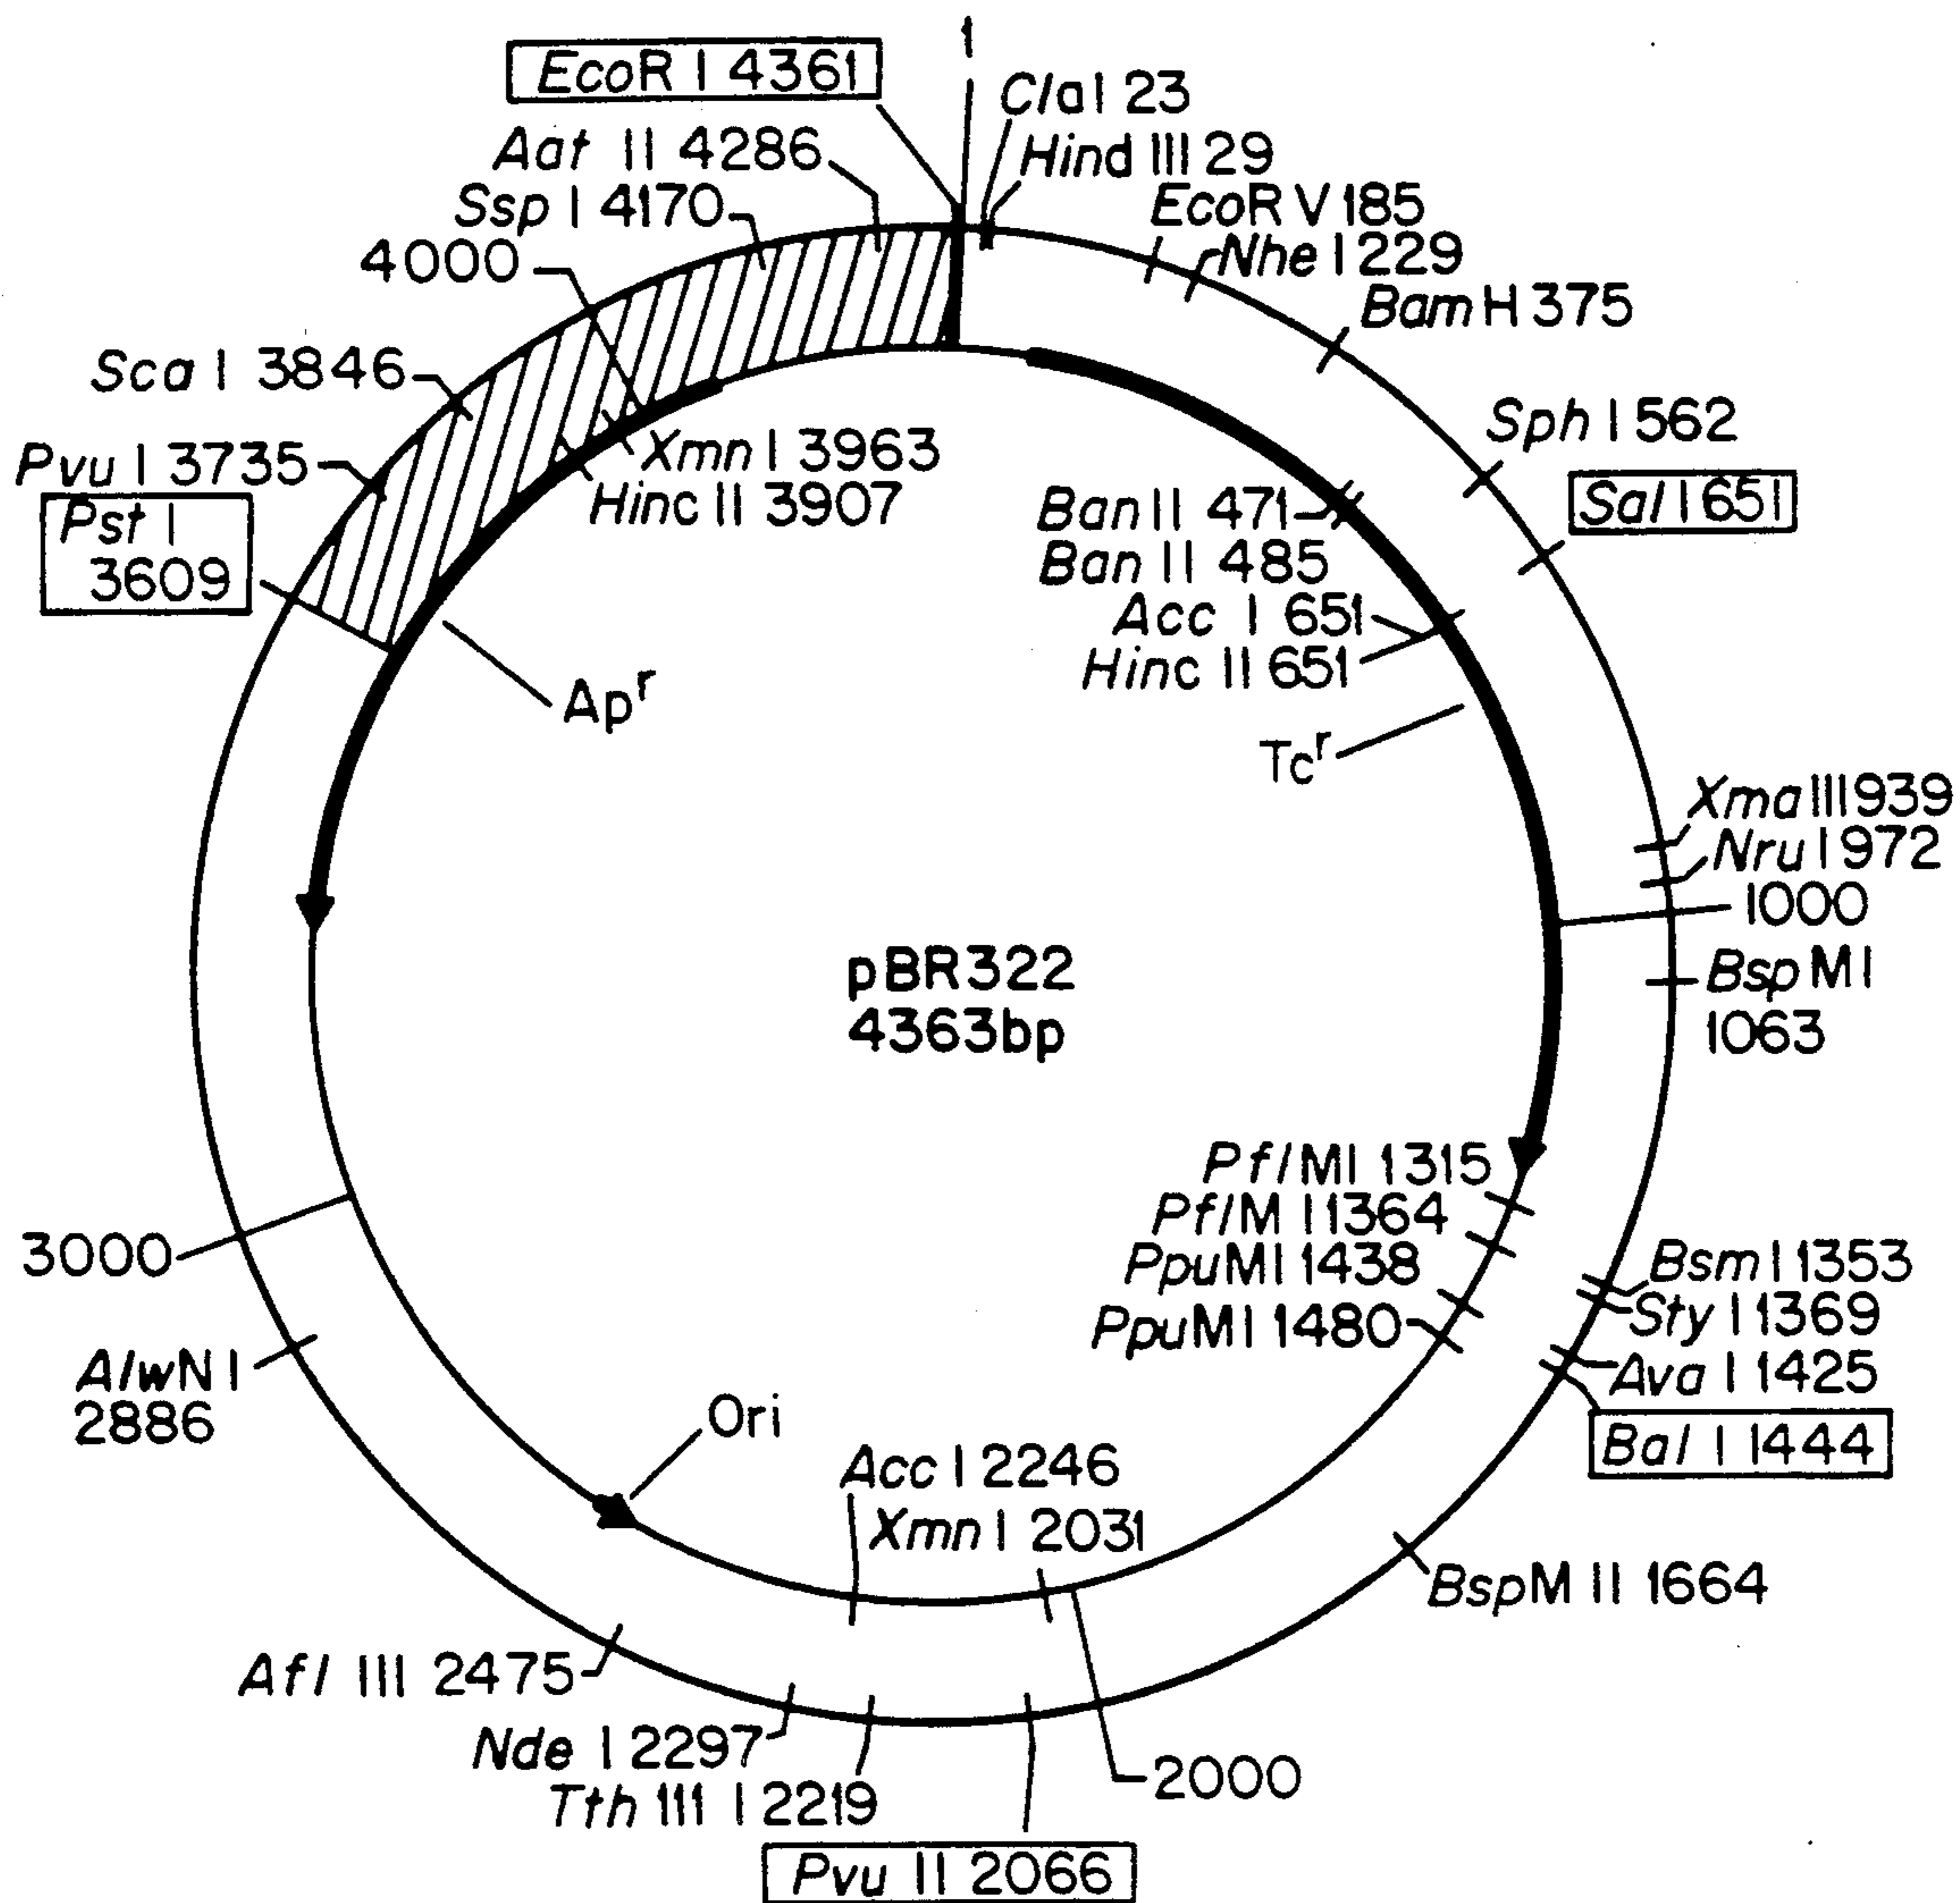 1
EcoR I 4361
Cla I 23
Aat II 4286
Hind III 29
Ssp I 4170
EcoR V 185
4000
Nhe I 229
BamH 375
Sca I 3846
Sph I 562
Pvu I 3735
Xmn I 3963
Hinc II 3907
Pst I
3609
Sal I 651
Ban II 471
Ban II 485
Acc I 651
Hinc II 651
Apʳ
Tcʳ
Xma III 939
Nru I 972
1000
pBR322
4363bp
BspM I
1063
PflM I 1315
PflM I 1364
PpuM I 1438
PpuM I 1480
3000
Bsm I 1353
Sty I 1369
Ava I 1425
Bal I 1444
AlwN I
2886
Ori
Acc I 2246
Xmn I 2031
BspM II 1664
Afl III 2475
Nde I 2297
Tth 111 I 2219
2000
Pvu II 2066